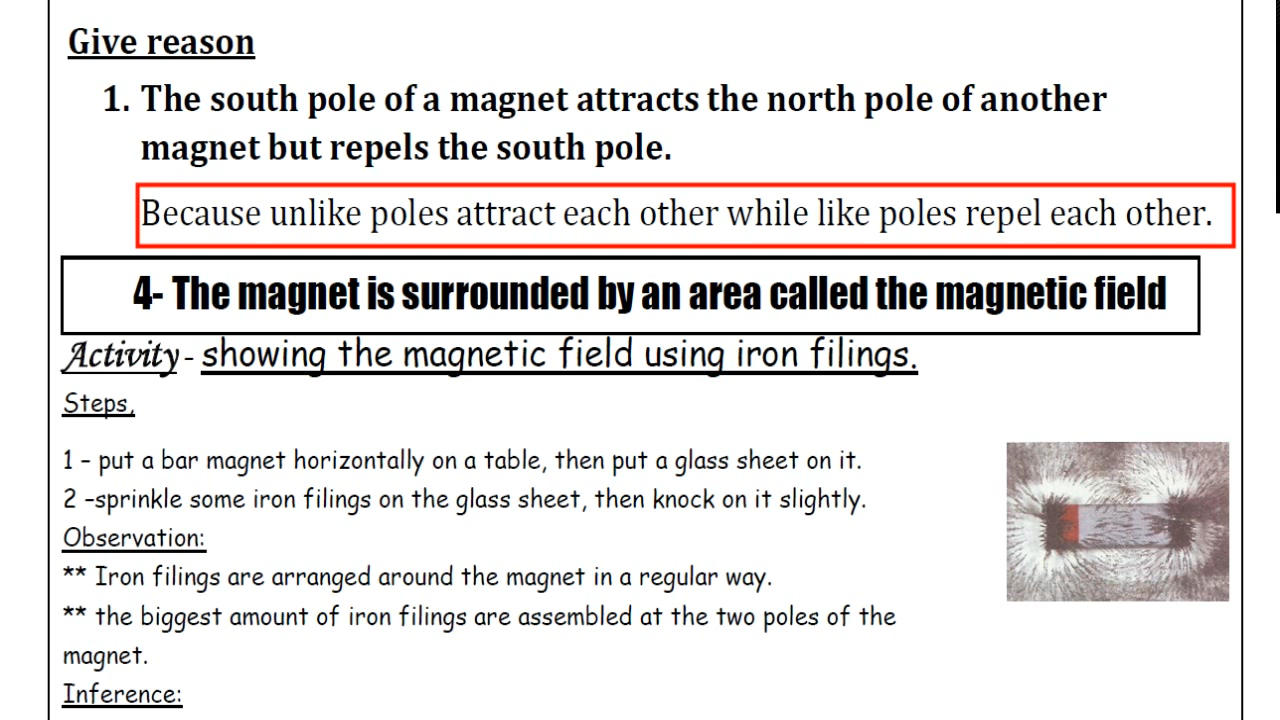 Give reason
1. The south pole of a magnet attracts the north pole of another
magnet but repels the south pole.
Because unlike poles attract each other while like poles repel each other.
4- The magnet is surrounded by an area called the magnetic field
Activity - showing the magnetic field using iron filings.
Steps,
1 – put a bar magnet horizontally on a table, then put a glass sheet on it.
2 –sprinkle some iron filings on the glass sheet, then knock on it slightly.
Observation:
** Iron filings are arranged around the magnet in a regular way.
** the biggest amount of iron filings are assembled at the two poles of the
magnet.
Inference: